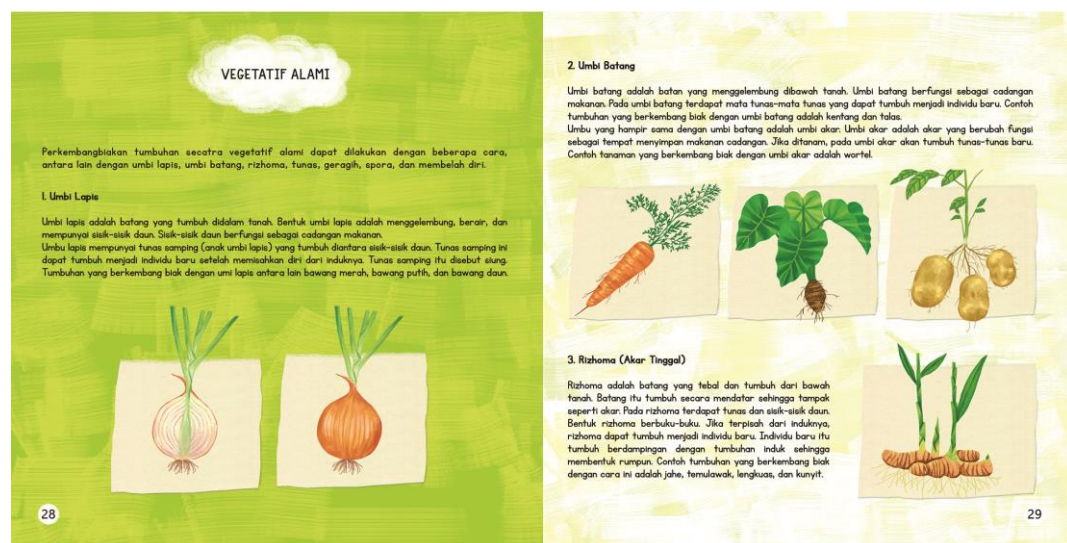 VEGETATIF ALAMI
Perkembangbiakan tumbuhan secatra vegetatif alami dapat dilakukan dengan beberapa cara,
antara lain dengan umbi lapis, umbi batang, rizhoma, tunas, geragih, spora, dan membelah diri.
1. Umbi Lapis
Umbi lapis adalah batang yang tumbuh didalam tanah. Bentuk umbi lapis adalah menggelembung, berair, dan
mempunyai sisik-sisik daun. Sisik-sisik daun berfungsi sebagai cadangan makanan.
Umbu lapis mempunyai tunas samping (anak umbi lapis) yang tumbuh diantara sisik-sisik daun. Tunas samping ini
dapat tumbuh menjadi individu baru setelah memisahkan diri dari induknya. Tunas samping itu disebut siung.
Tumbuhan yang berkembang biak dengan umi lapis antara lain bawang merah, bawang putih, dan bawang daun.
28
2. Umbi Batang
Umbi batang adalah batan yang menggelembung dibawah tanah. Umbi batang berfungsi sebagai cadangan
makanan. Pada umbi batang terdapat mata tunas-mata tunas yang dapat tumbuh menjadi individu baru. Contoh
tumbuhan yang berkembang biak dengan umbi batang adalah kentang dan talas.
Umbu yang hampir sama dengan umbi batang adalah umbi akar. Umbi akar adalah akar yang berubah fungsi
sebagai tempat menyimpan makanan cadangan. Jika ditanam, pada umbi akar akan tumbuh tunas-tunas baru.
Contoh tanaman yang berkembang biak dengan umbi akar adalah wortel.
3. Rizhoma (Akar Tinggal)
Rizhoma adalah batang yang tebal dan tumbuh dari bawah
tanah. Batang itu tumbuh secara mendatar sehingga tampak
seperti akar. Pada rizhoma terdapat tunas dan sisik-sisik daun.
Bentuk rizhoma berbuku-buku. Jika terpisah dari induknya,
rizhoma dapat tumbuh menjadi individu baru. Individu baru itu
tumbuh berdampingan dengan tumbuhan induk sehingga
membentuk rumpun. Contoh tumbuhan yang berkembang biak
dengan cara ini adalah jahe, temulawak, lengkuas, dan kunyit.
29